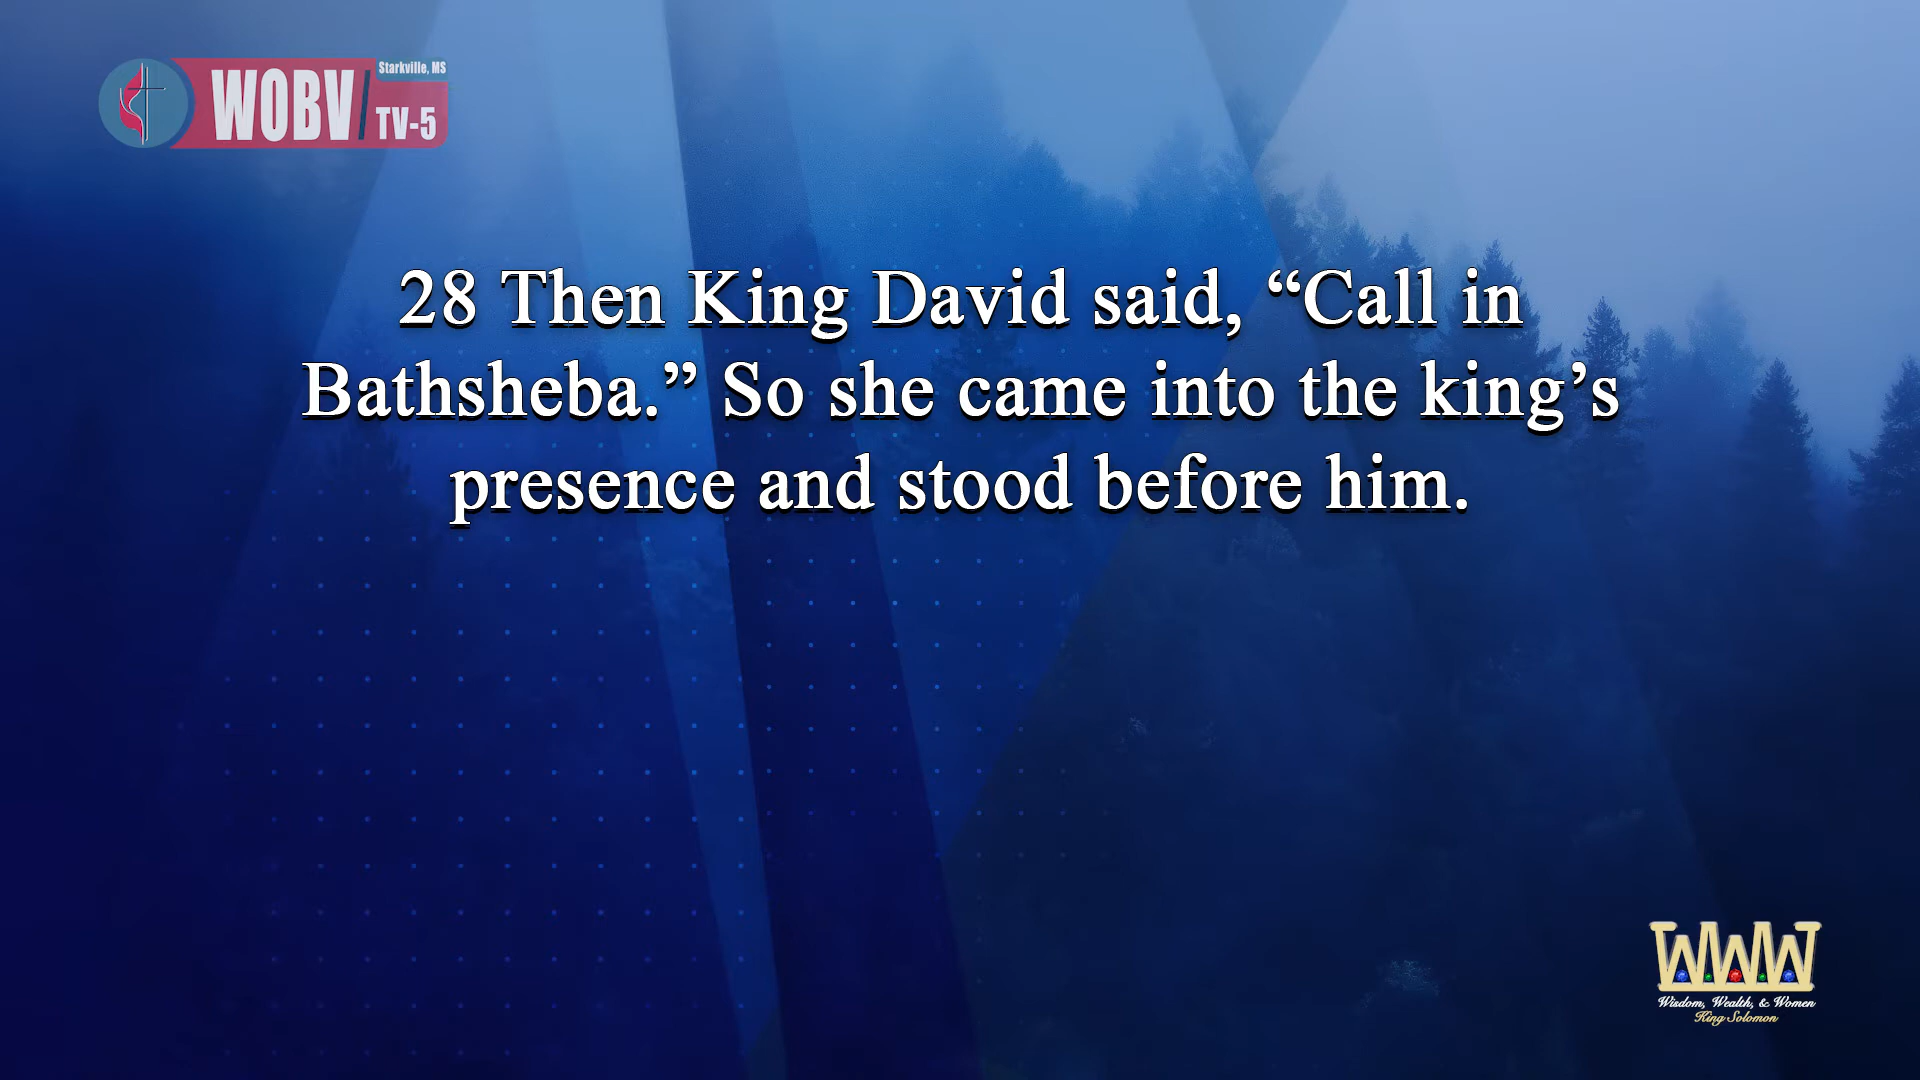 Starkville, MS
WOBV
TV-5
28 Then King David said, “Call in
Bathsheba.” So she came into the king’s
presence and stood before him.
WWW
Wisdom, Wealth, & Women
King Solomon